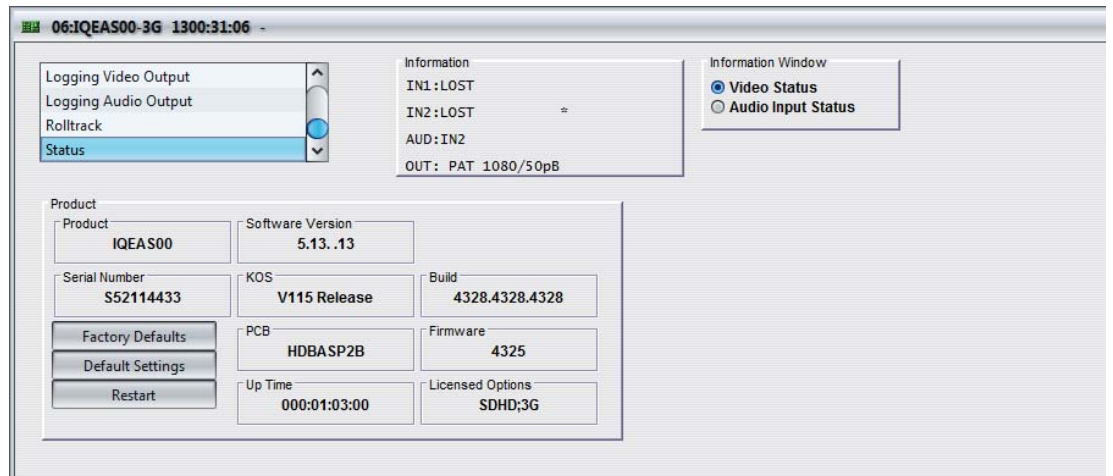 06:IQEAS00-3G 1300:31:06 -
Logging Video Output
Logging Audio Output
Rolltrack
Status
Information
IN1:LOST
IN2:LOST *
AUD:IN2
OUT: PAT 1080/50pB
Information Window
Video Status
Audio Input Status
Product
Product
IQEAS00
Software Version
5.13. .13
Serial Number
S52114433
KOS
V115 Release
Build
4328.4328.4328
Factory Defaults
Default Settings
Restart
PCB
HDBASP2B
Firmware
4325
Up Time
000:01:03:00
Licensed Options
SDHD;3G